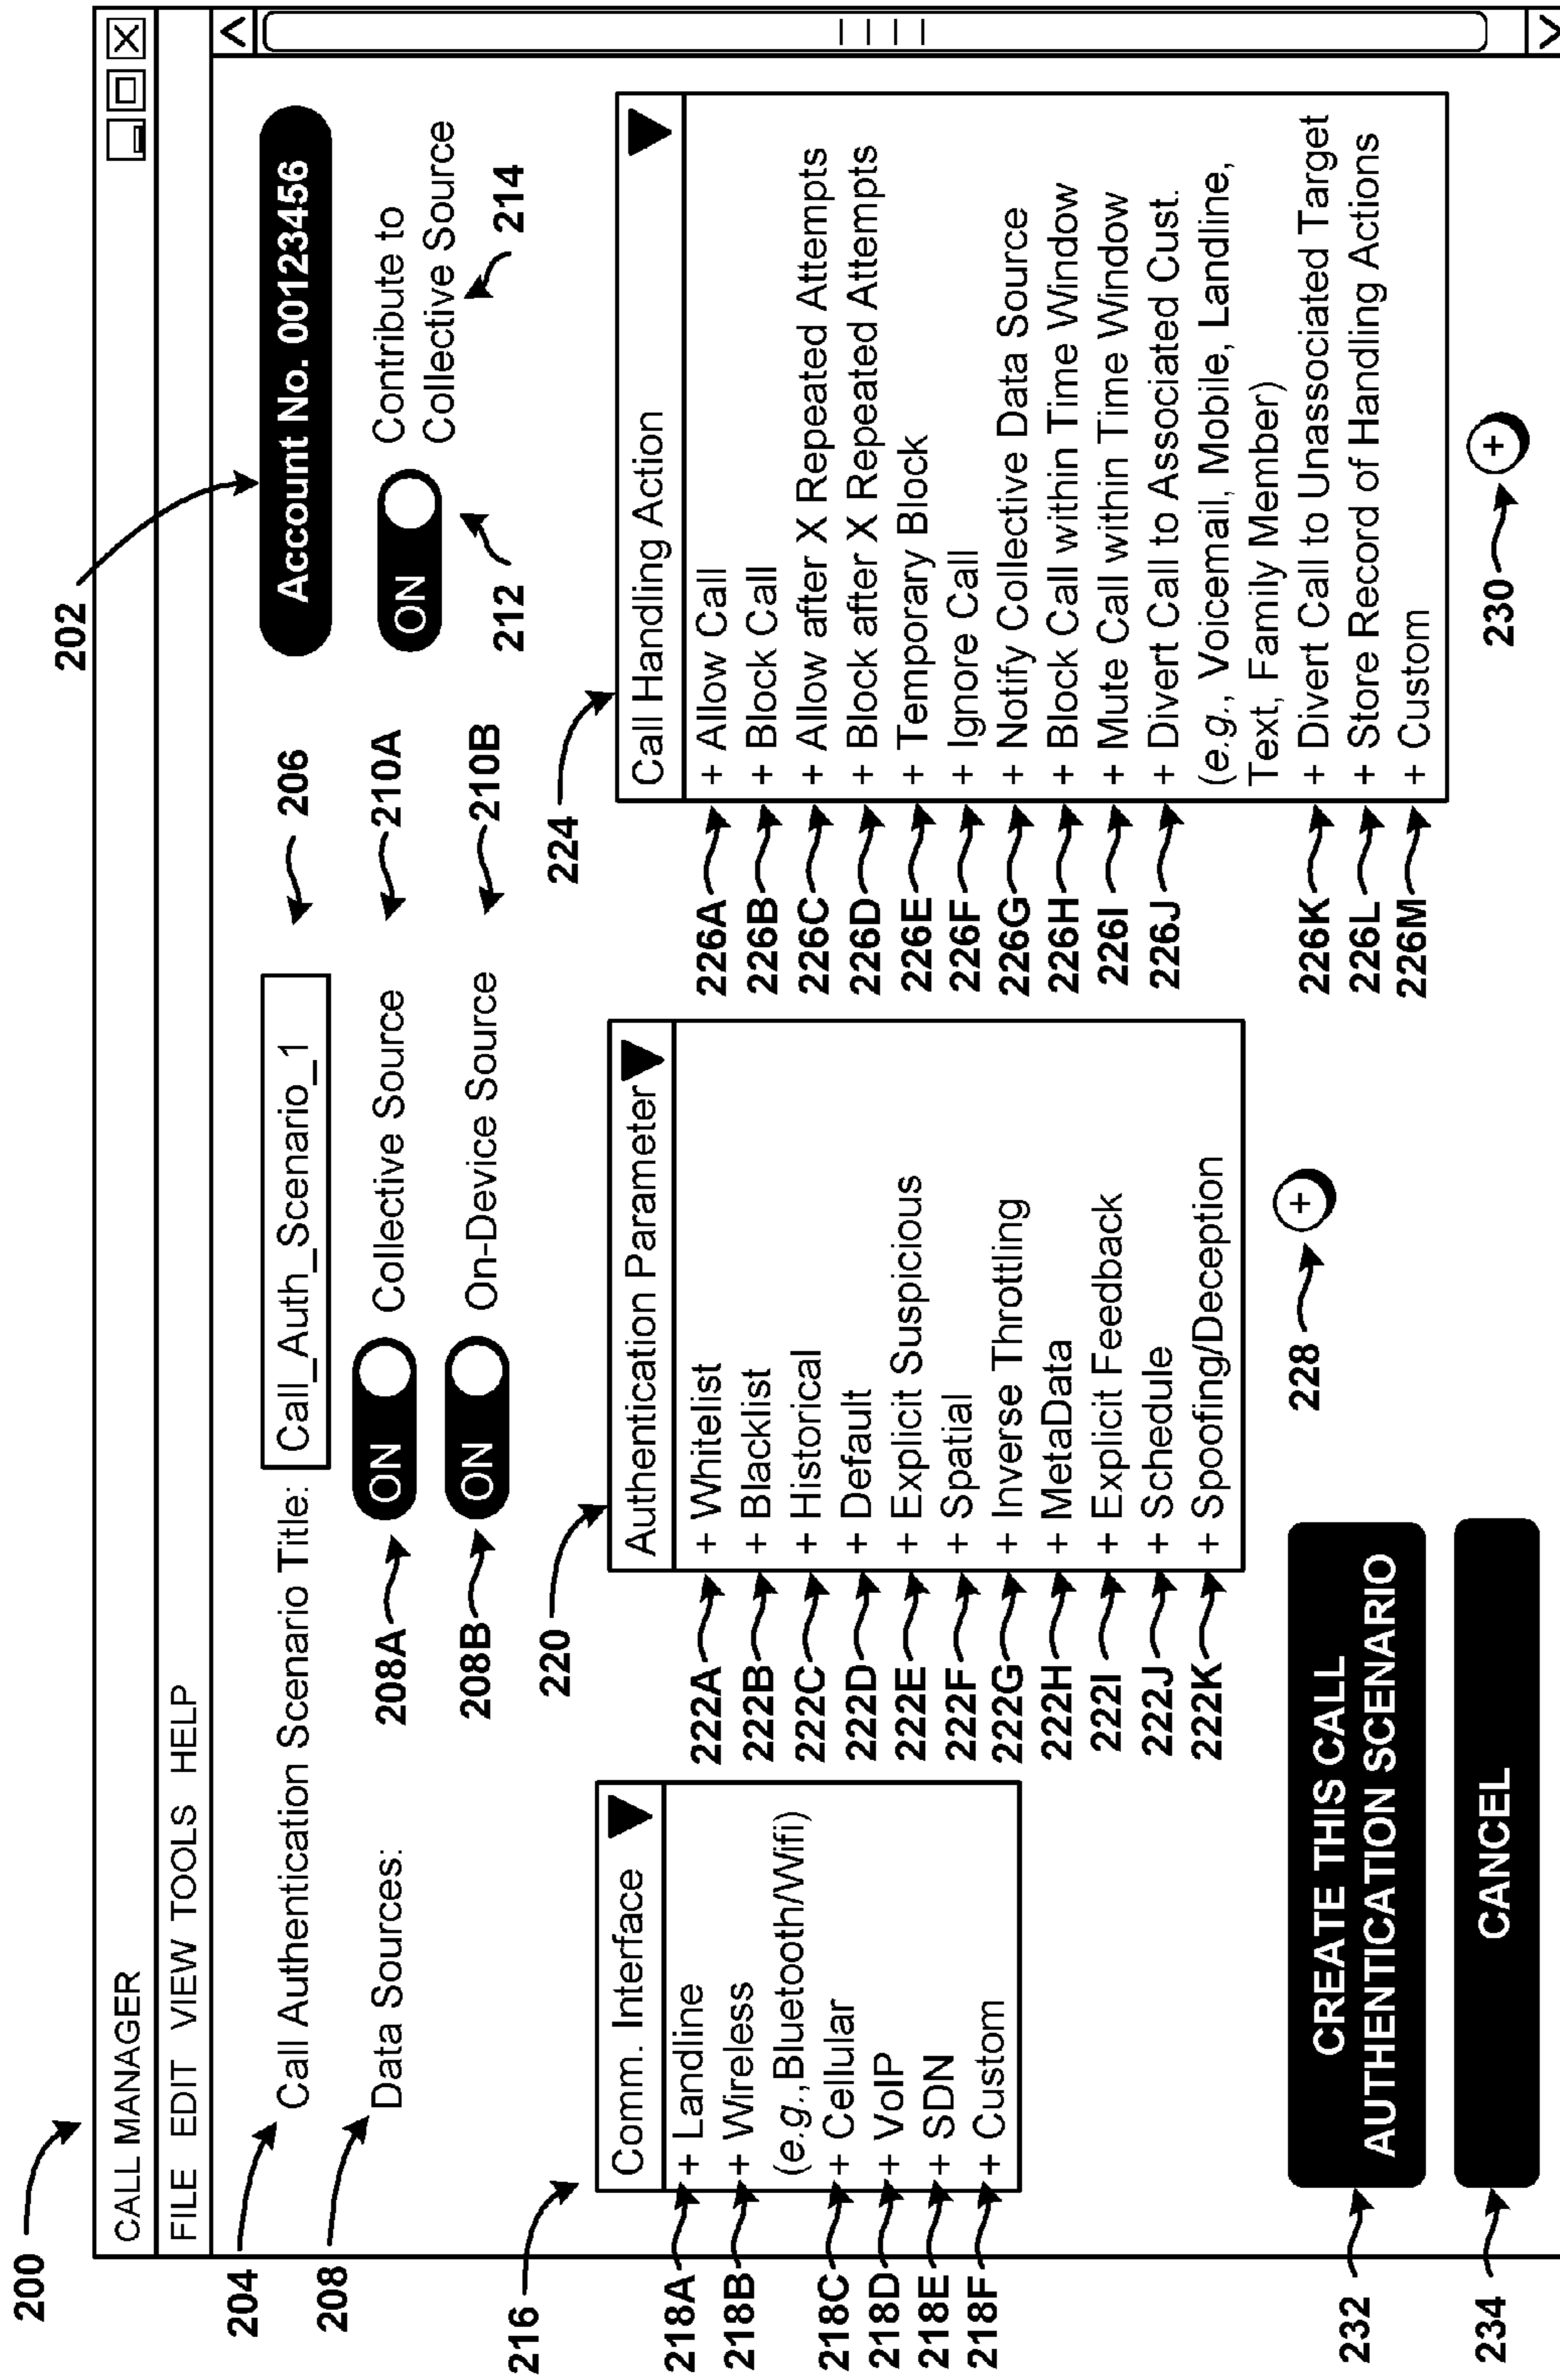 200
CALL MANAGER
FILE EDIT VIEW TOOLS HELP
202
204
Call Authentication Scenario Title:
Call_Auth_Scenario_1
206
Account No. 00123456
208
Data Sources:
208A
ON
Collective Source
210A
208B
ON
On-Device Source
210B
ON
212
Contribute to
Collective Source
214
216
Comm. Interface
218A
+ Landline
218B
+ Wireless
(e.g.,Bluetooth/Wifi)
218C
+ Cellular
218D
+ VoIP
218E
+ SDN
218F
+ Custom
220
Authentication Parameter
222A
+ Whitelist
222B
+ Blacklist
222C
+ Historical
222D
+ Default
222E
+ Explicit Suspicious
222F
+ Spatial
222G
+ Inverse Throttling
222H
+ MetaData
222I
+ Explicit Feedback
222J
+ Schedule
222K
+ Spoofing/Deception
228
+
224
Call Handling Action
226A
+ Allow Call
226B
+ Block Call
226C
+ Allow after X Repeated Attempts
226D
+ Block after X Repeated Attempts
226E
+ Temporary Block
226F
+ Ignore Call
226G
+ Notify Collective Data Source
226H
+ Block Call within Time Window
226I
+ Mute Call within Time Window
226J
+ Divert Call to Associated Cust.
(e.g., Voicemail, Mobile, Landline,
Text, Family Member)
226K
+ Divert Call to Unassociated Target
226L
+ Store Record of Handling Actions
226M
+ Custom
230
+
232
CREATE THIS CALL
AUTHENTICATION SCENARIO
234
CANCEL